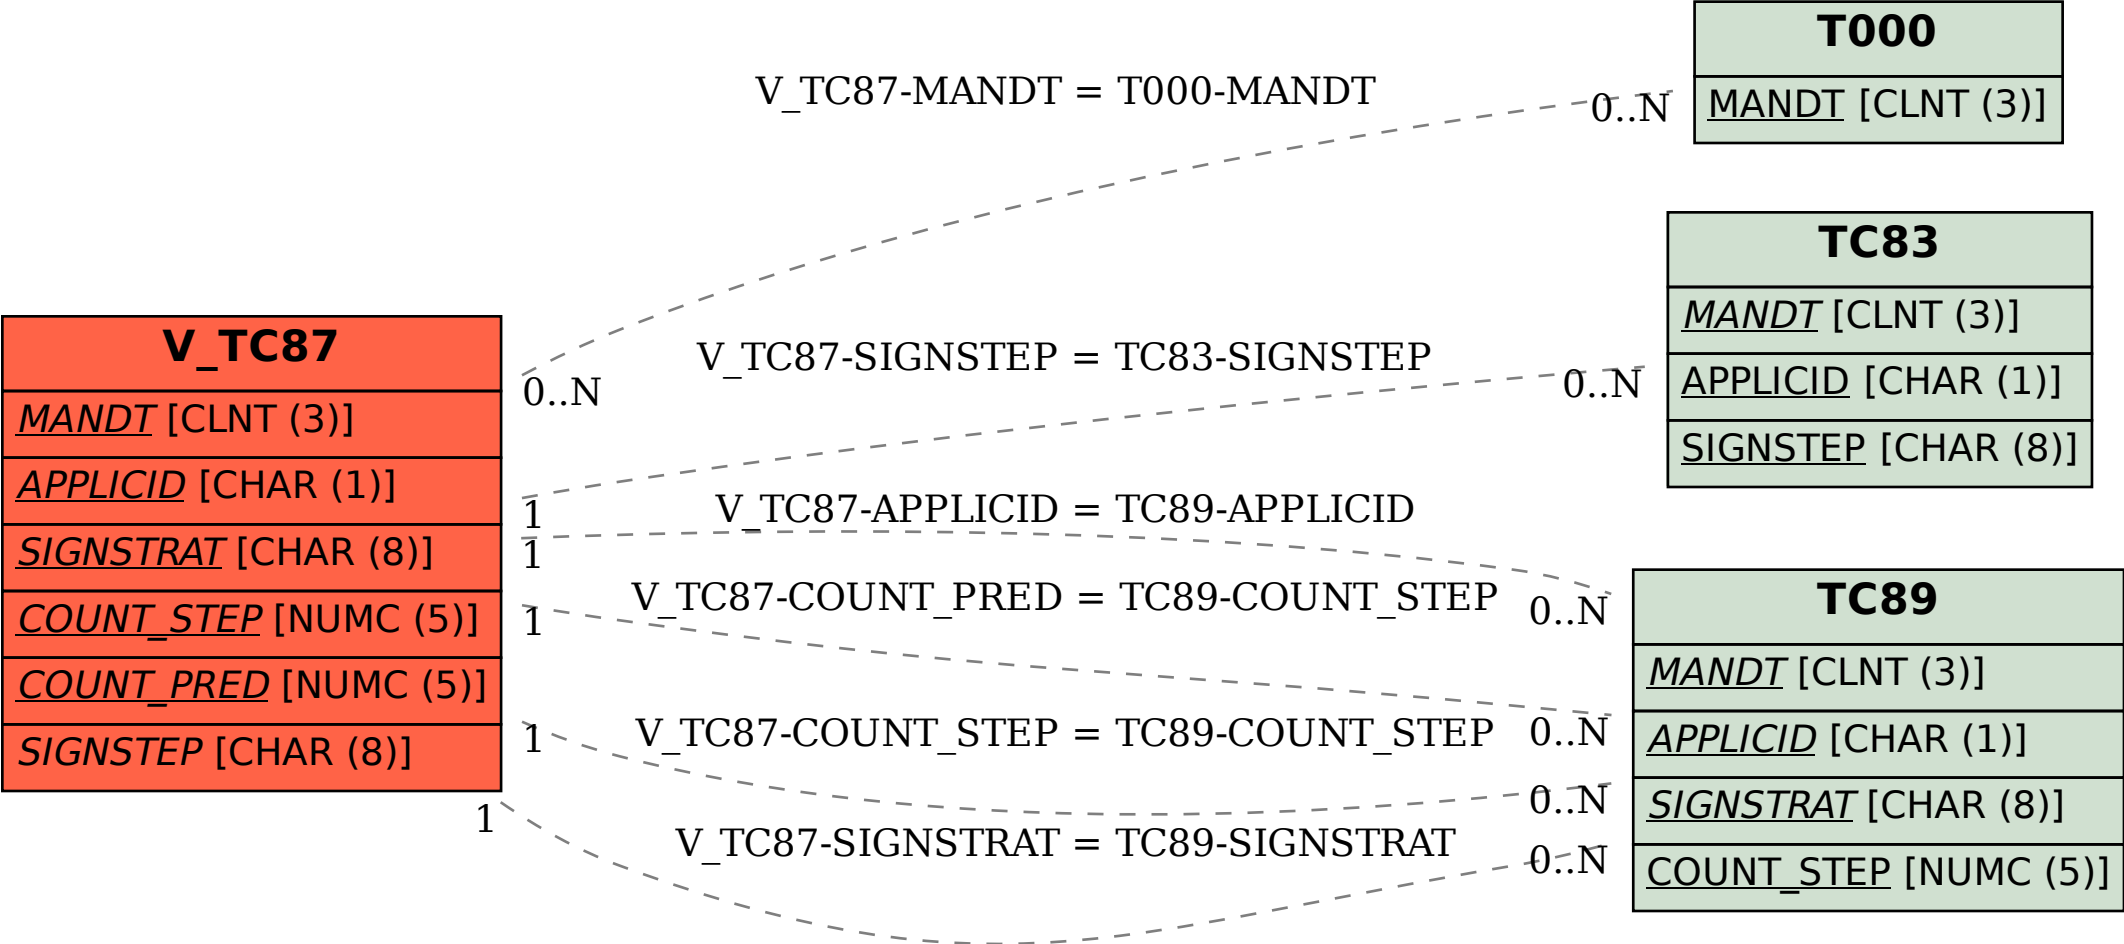 T000
MANDT [CLNT (3)]
V_TC87-MANDT = T000-MANDT
0..N
0..N
TC83
MANDT [CLNT (3)]
APPLICID [CHAR (1)]
SIGNSTEP [CHAR (8)]
V_TC87-SIGNSTEP = TC83-SIGNSTEP
0..N
1
V_TC87
MANDT [CLNT (3)]
APPLICID [CHAR (1)]
SIGNSTRAT [CHAR (8)]
COUNT_STEP [NUMC (5)]
COUNT_PRED [NUMC (5)]
SIGNSTEP [CHAR (8)]
V_TC87-APPLICID = TC89-APPLICID
1
0..N
V_TC87-COUNT_PRED = TC89-COUNT_STEP
1
0..N
V_TC87-COUNT_STEP = TC89-COUNT_STEP
1
0..N
V_TC87-SIGNSTRAT = TC89-SIGNSTRAT
1
0..N
TC89
MANDT [CLNT (3)]
APPLICID [CHAR (1)]
SIGNSTRAT [CHAR (8)]
COUNT_STEP [NUMC (5)]